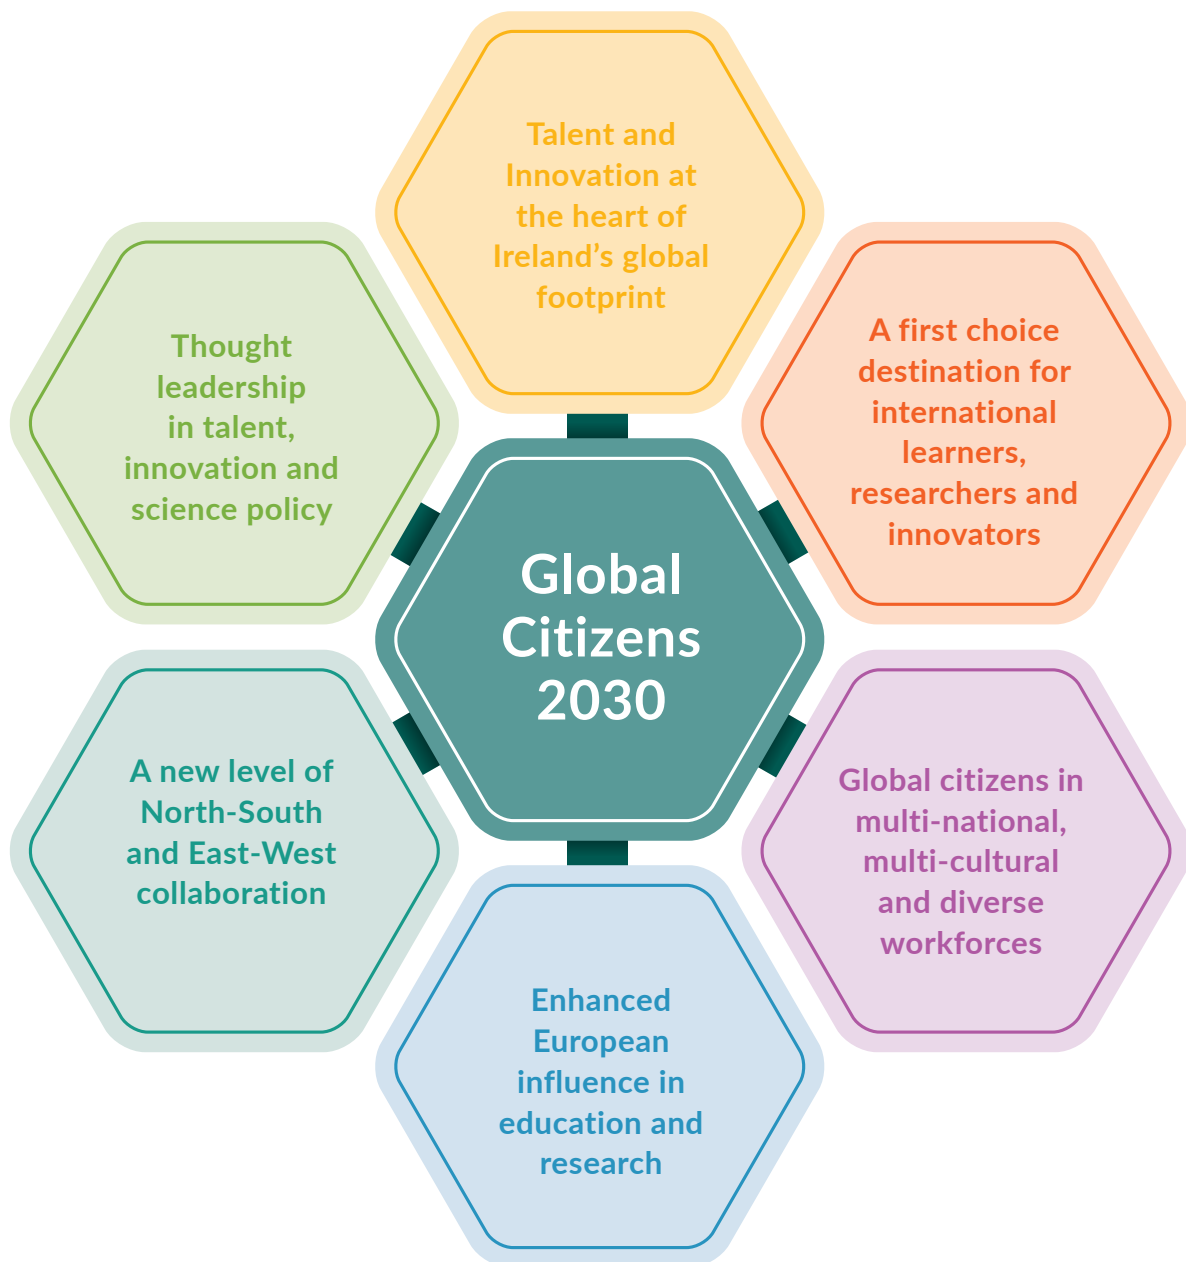 Talent and
Innovation at
the heart of
Ireland’s global
footprint
Thought
leadership
in talent,
innovation and
science policy
A first choice
destination for
international
learners,
researchers and
innovators
Global
Citizens
2030
A new level of
North-South
and East-West
collaboration
Global citizens in
multi-national,
multi-cultural
and diverse
workforces
Enhanced
European
influence in
education and
research